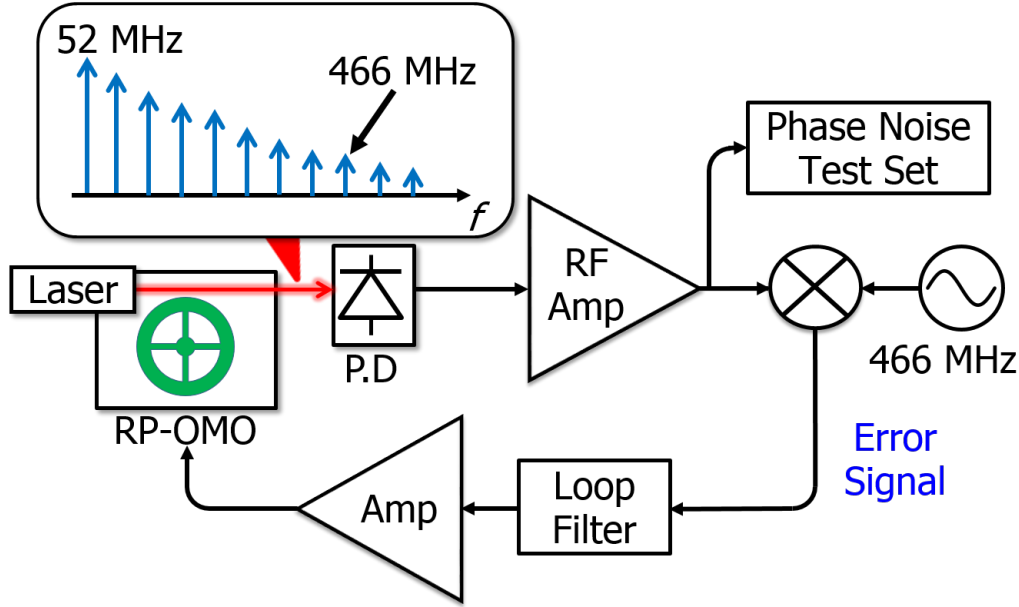 52 MHz
466 MHz
f
Phase Noise
Test Set
Laser
RF
Amp
P.D
466 MHz
RP-OMO
Error
Signal
Amp
Loop
Filter